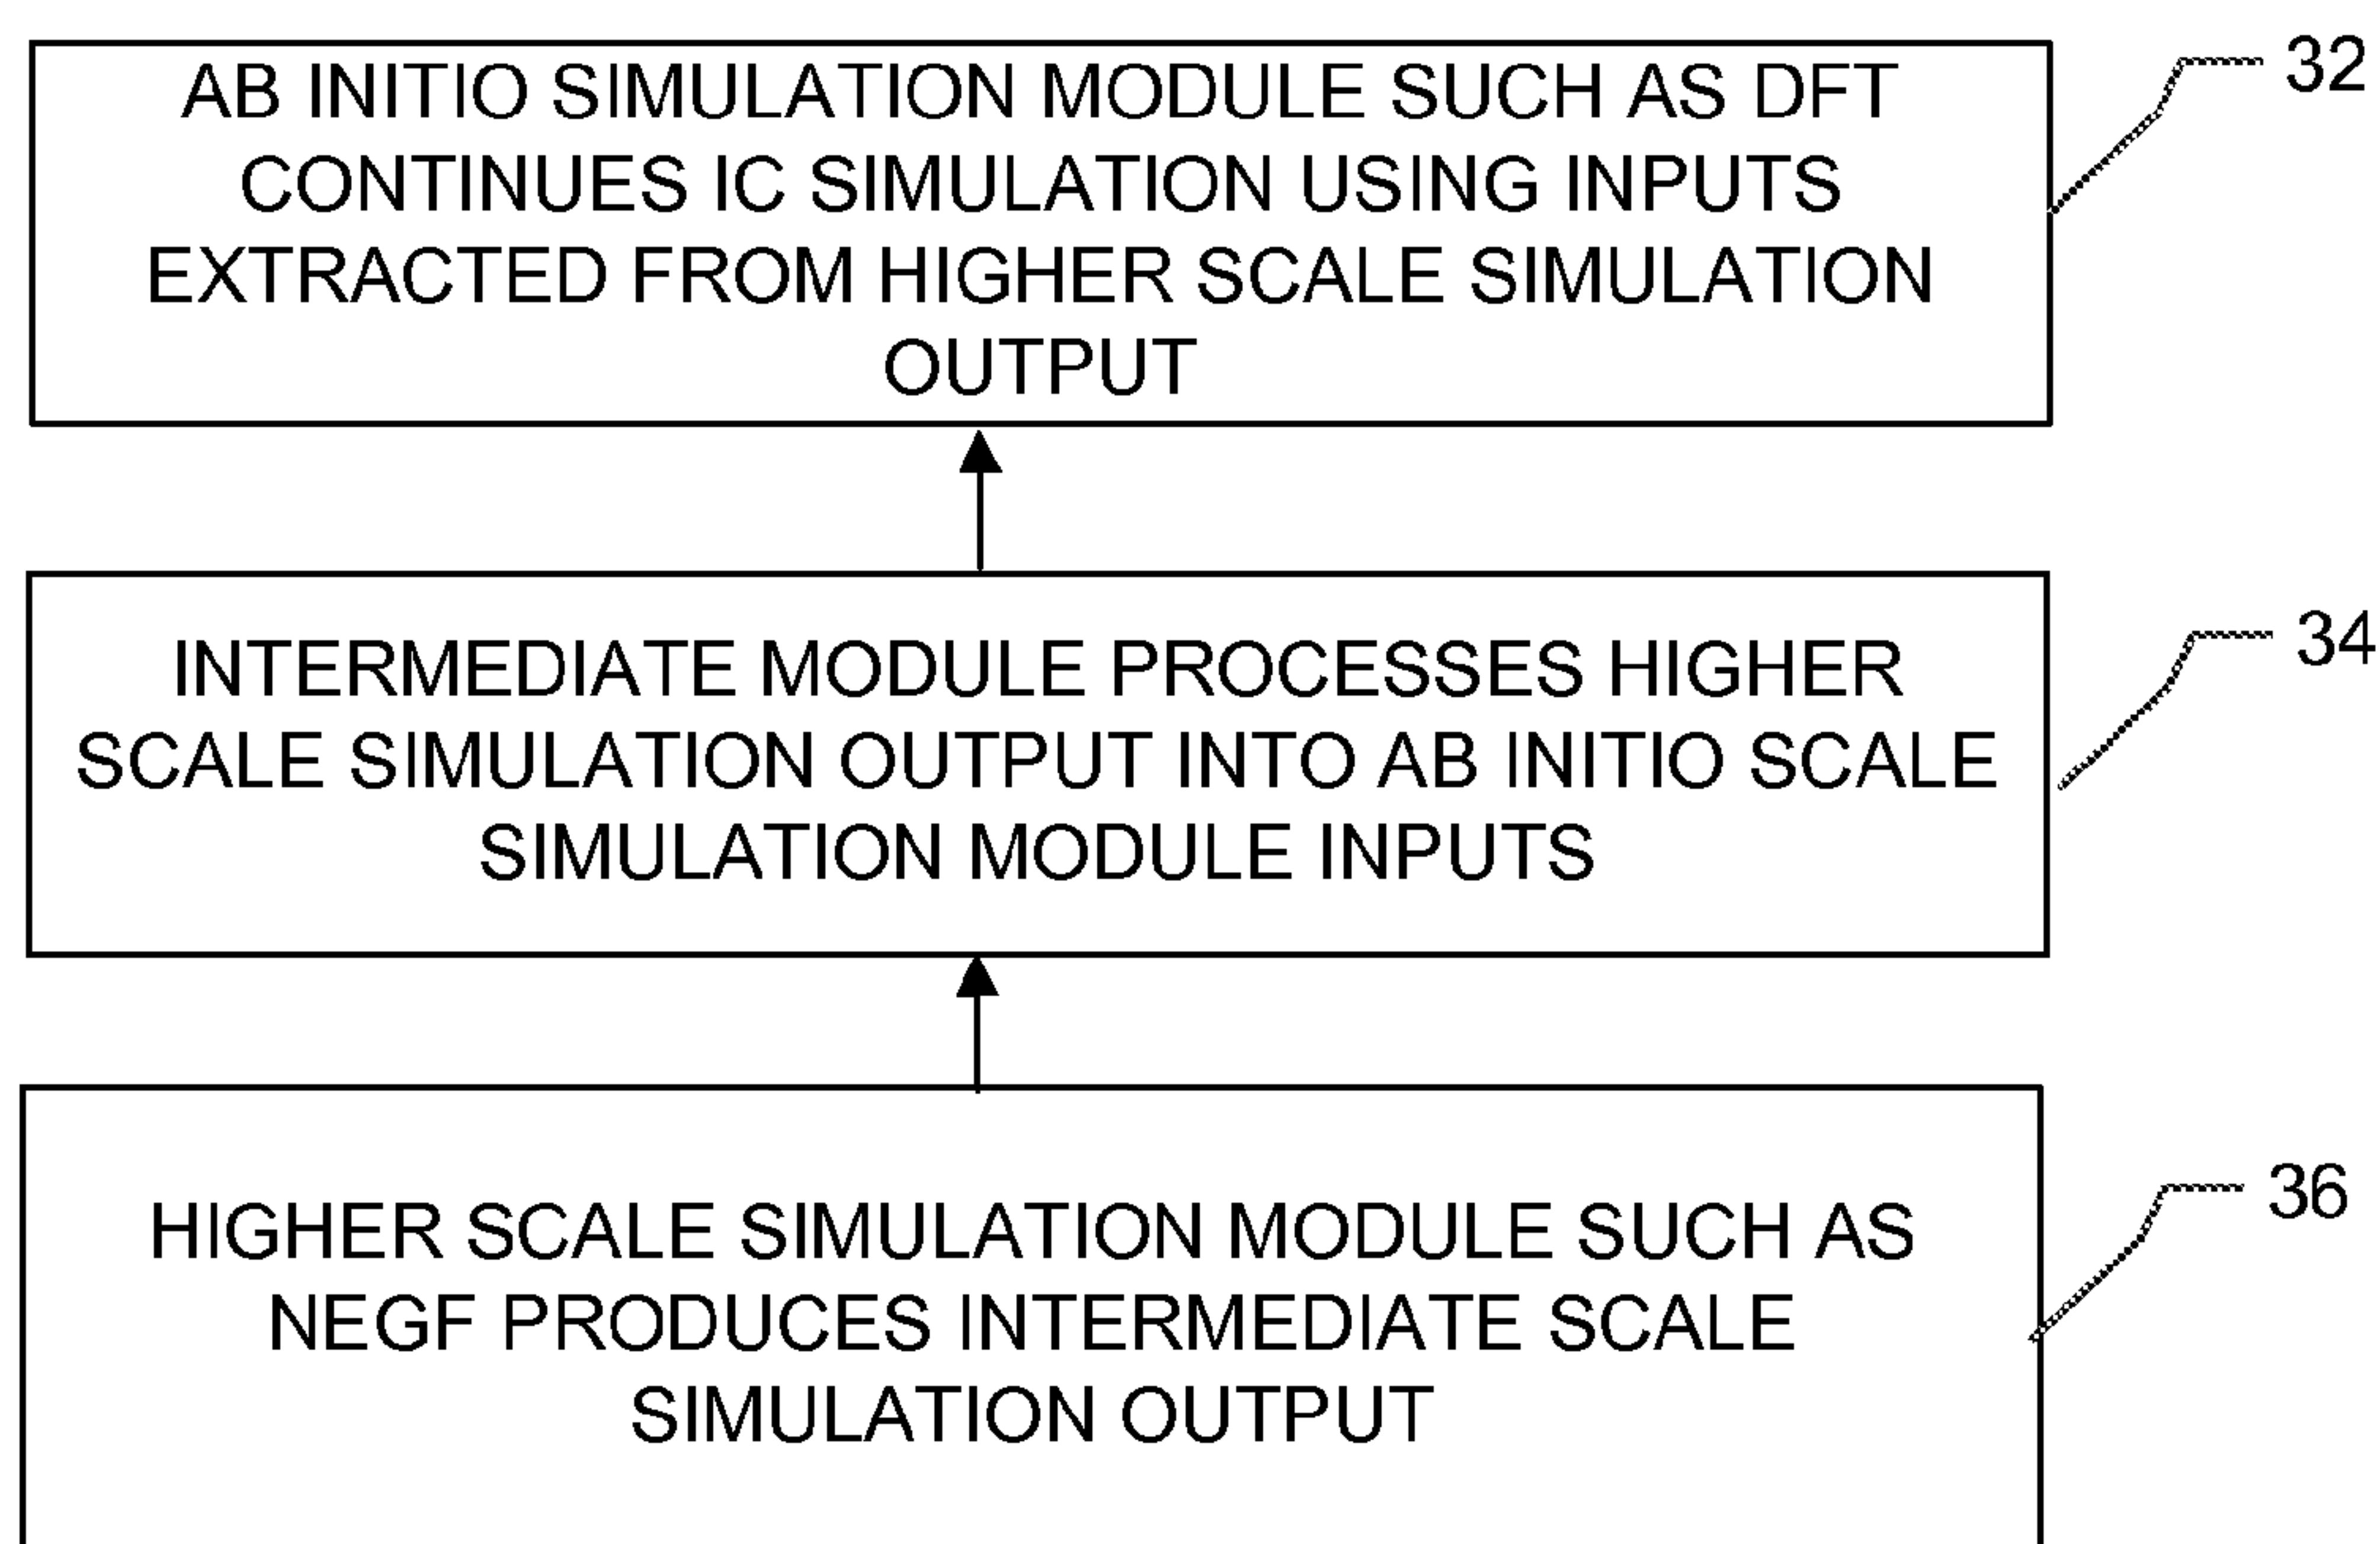 AB INITIO SIMULATION MODULE SUCH AS DFT
CONTINUES IC SIMULATION USING INPUTS
EXTRACTED FROM HIGHER SCALE SIMULATION
OUTPUT
32
INTERMEDIATE MODULE PROCESSES HIGHER
SCALE SIMULATION OUTPUT INTO AB INITIO SCALE
SIMULATION MODULE INPUTS
34
HIGHER SCALE SIMULATION MODULE SUCH AS
NEGF PRODUCES INTERMEDIATE SCALE
SIMULATION OUTPUT
36